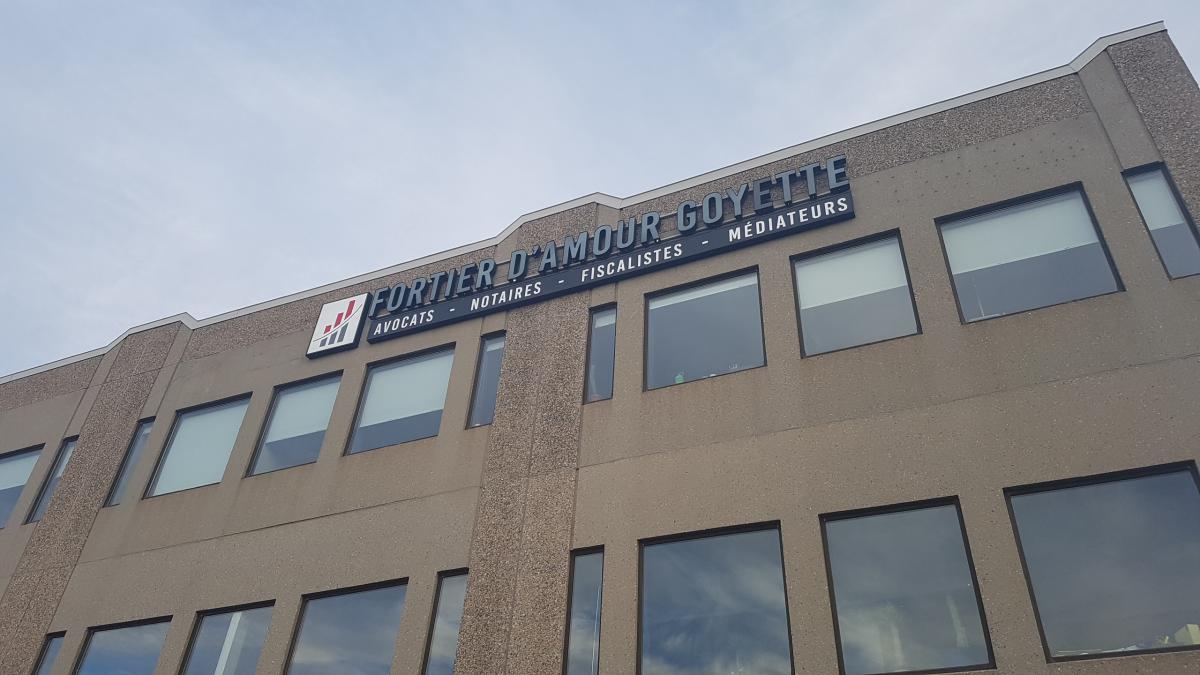 FORTIER D'AMOUR GOYETTE
AVOCATS - NOTAIRES - FISCALISTES - MÉDIATEURS